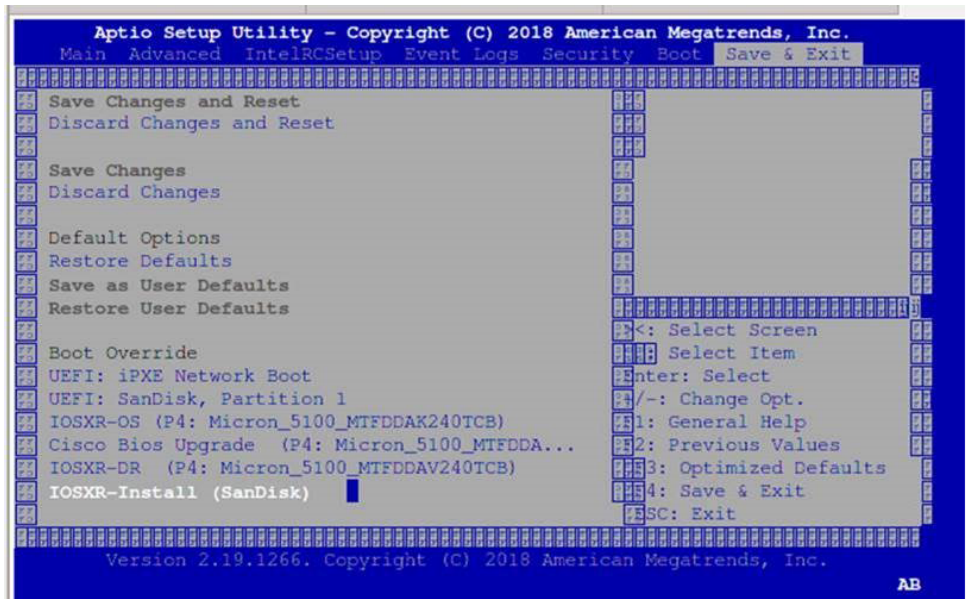 Aptio Setup Utility - Copyright (C) 2018 American Megatrends, Inc.
Main Advanced IntelRCSetup Event Logs Security Boot Save & Exit
Save Changes and Reset
Discard Changes and Reset
Save Changes
Discard Changes
Default Options
Restore Defaults
Save as User Defaults
Restore User Defaults
Boot Override
UEFI: iPXE Network Boot
UEFI: SanDisk, Partition 1
IOSXR-OS (P4: Micron_5100_MTFDDAK240TCB)
Cisco Bios Upgrade (P4: Micron_5100_MTFDDA...
IOSXR-DR (P4: Micron_5100_MTFDDAV240TCB)
IOSXR-Install (SanDisk)
><: Select Screen
: Select Item
Enter: Select
+/-: Change Opt.
1: General Help
2: Previous Values
3: Optimized Defaults
4: Save & Exit
ESC: Exit
Version 2.19.1266. Copyright (C) 2018 American Megatrends, Inc.
AB